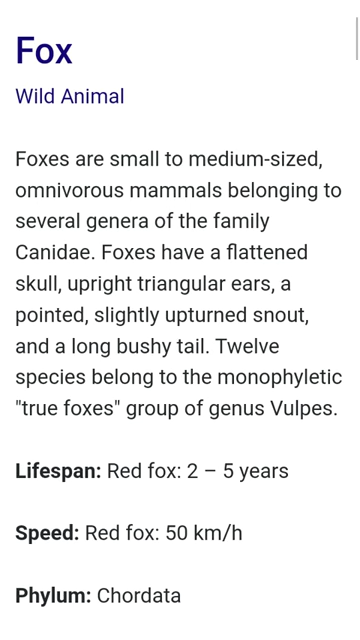 Fox
Wild Animal
Foxes are small to medium-sized,
omnivorous mammals belonging to
several genera of the family
Canidae. Foxes have a flattened
skull, upright triangular ears, a
pointed, slightly upturned snout,
and a long bushy tail. Twelve
species belong to the monophyletic
"true foxes" group of genus Vulpes.
Lifespan: Red fox: 2 – 5 years
Speed: Red fox: 50 km/h
Phylum: Chordata